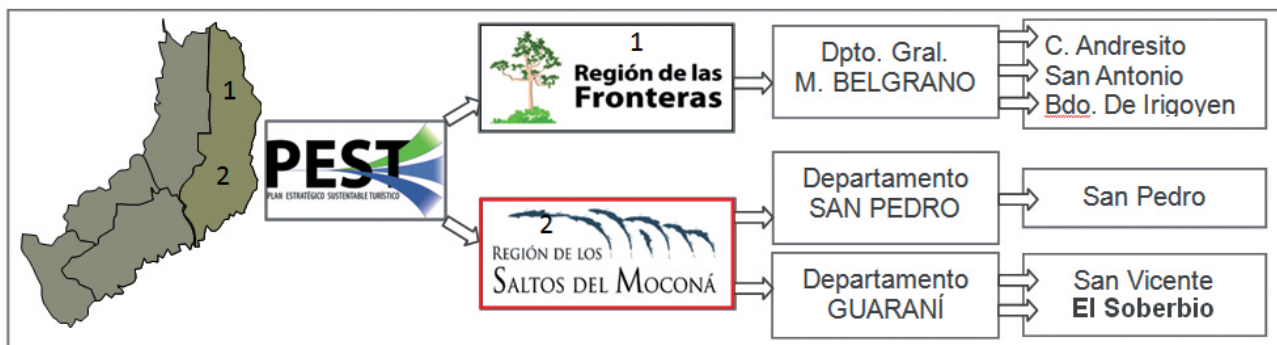 1
2
PEST
PLAN ESTRATÉGICO SUSTENTABLE TURÍSTICO
1
Región de las
Fronteras
2
REGIÓN DE LOS
SALTOS DEL MOCONÁ
Dpto. Gral.
M. BELGRANO
C. Andresito
San Antonio
Bdo. De Irigoyen
Departamento
SAN PEDRO
San Pedro
Departamento
GUARANÍ
San Vicente
El Soberbio